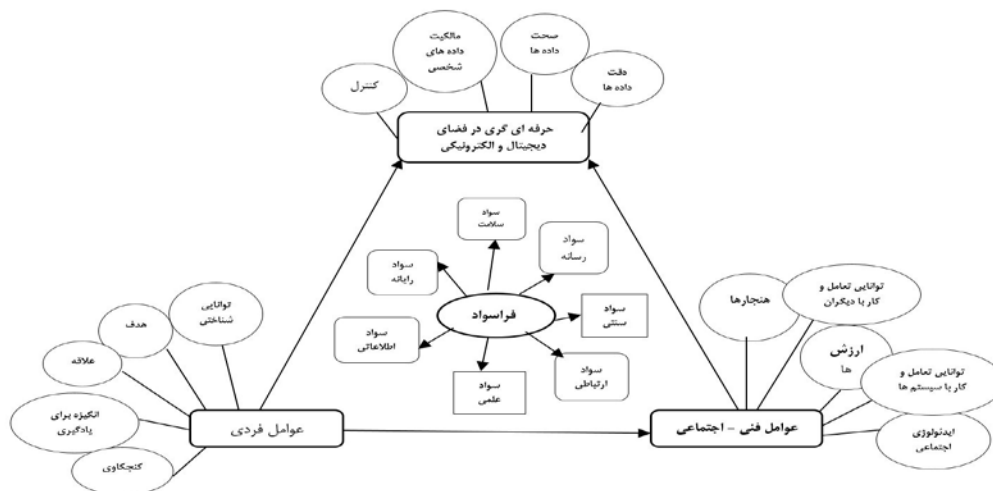 مالکیت
داده های
شخصی
صحت
داده ها
دقت
داده ها
کنترل
حرفه ای گری در فضای
دیجیتال و الکترونیکی
سواد
سلامت
سواد
رسانه
سواد
رایانه
فراسواد
سواد
سنتی
سواد
اطلاعاتی
سواد
ارتباطی
سواد
علمی
توانایی تعامل و
کار با دیگران
هنجارها
ارزش
ها
توانایی تعامل و
کار با سیستم ها
ایدئولوژی
اجتماعی
عوامل فنی – اجتماعی
توانایی
شناختی
هدف
علاقه
انگیزه برای
یادگیری
کنجکاوی
عوامل فردی